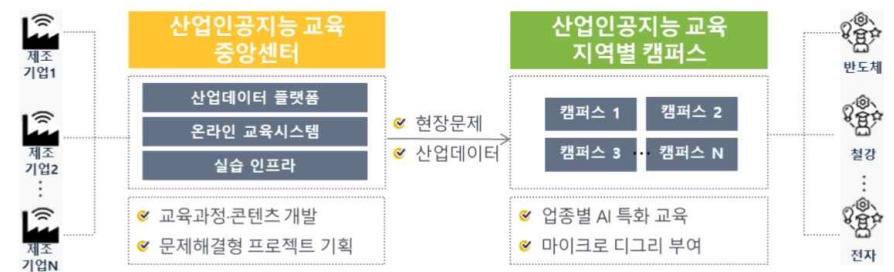 제조
기업1
제조
기업2
제조
기업N
산업인공지능 교육
중앙센터
산업데이터 플랫폼
온라인 교육시스템
실습 인프라
교육과정·콘텐츠 개발
문제해결형 프로젝트 기획
현장문제
산업데이터
산업인공지능 교육
지역별 캠퍼스
캠퍼스 1
캠퍼스 2
캠퍼스 3 ··· 캠퍼스 N
업종별 AI 특화 교육
마이크로 디그리 부여
반도체
철강
전자